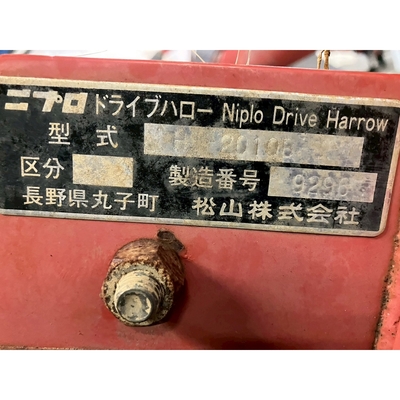 ニプロ ドライブハロー Niplo Drive Harrow
型式
区分 製造番号
長野県丸子町 松山株式会社